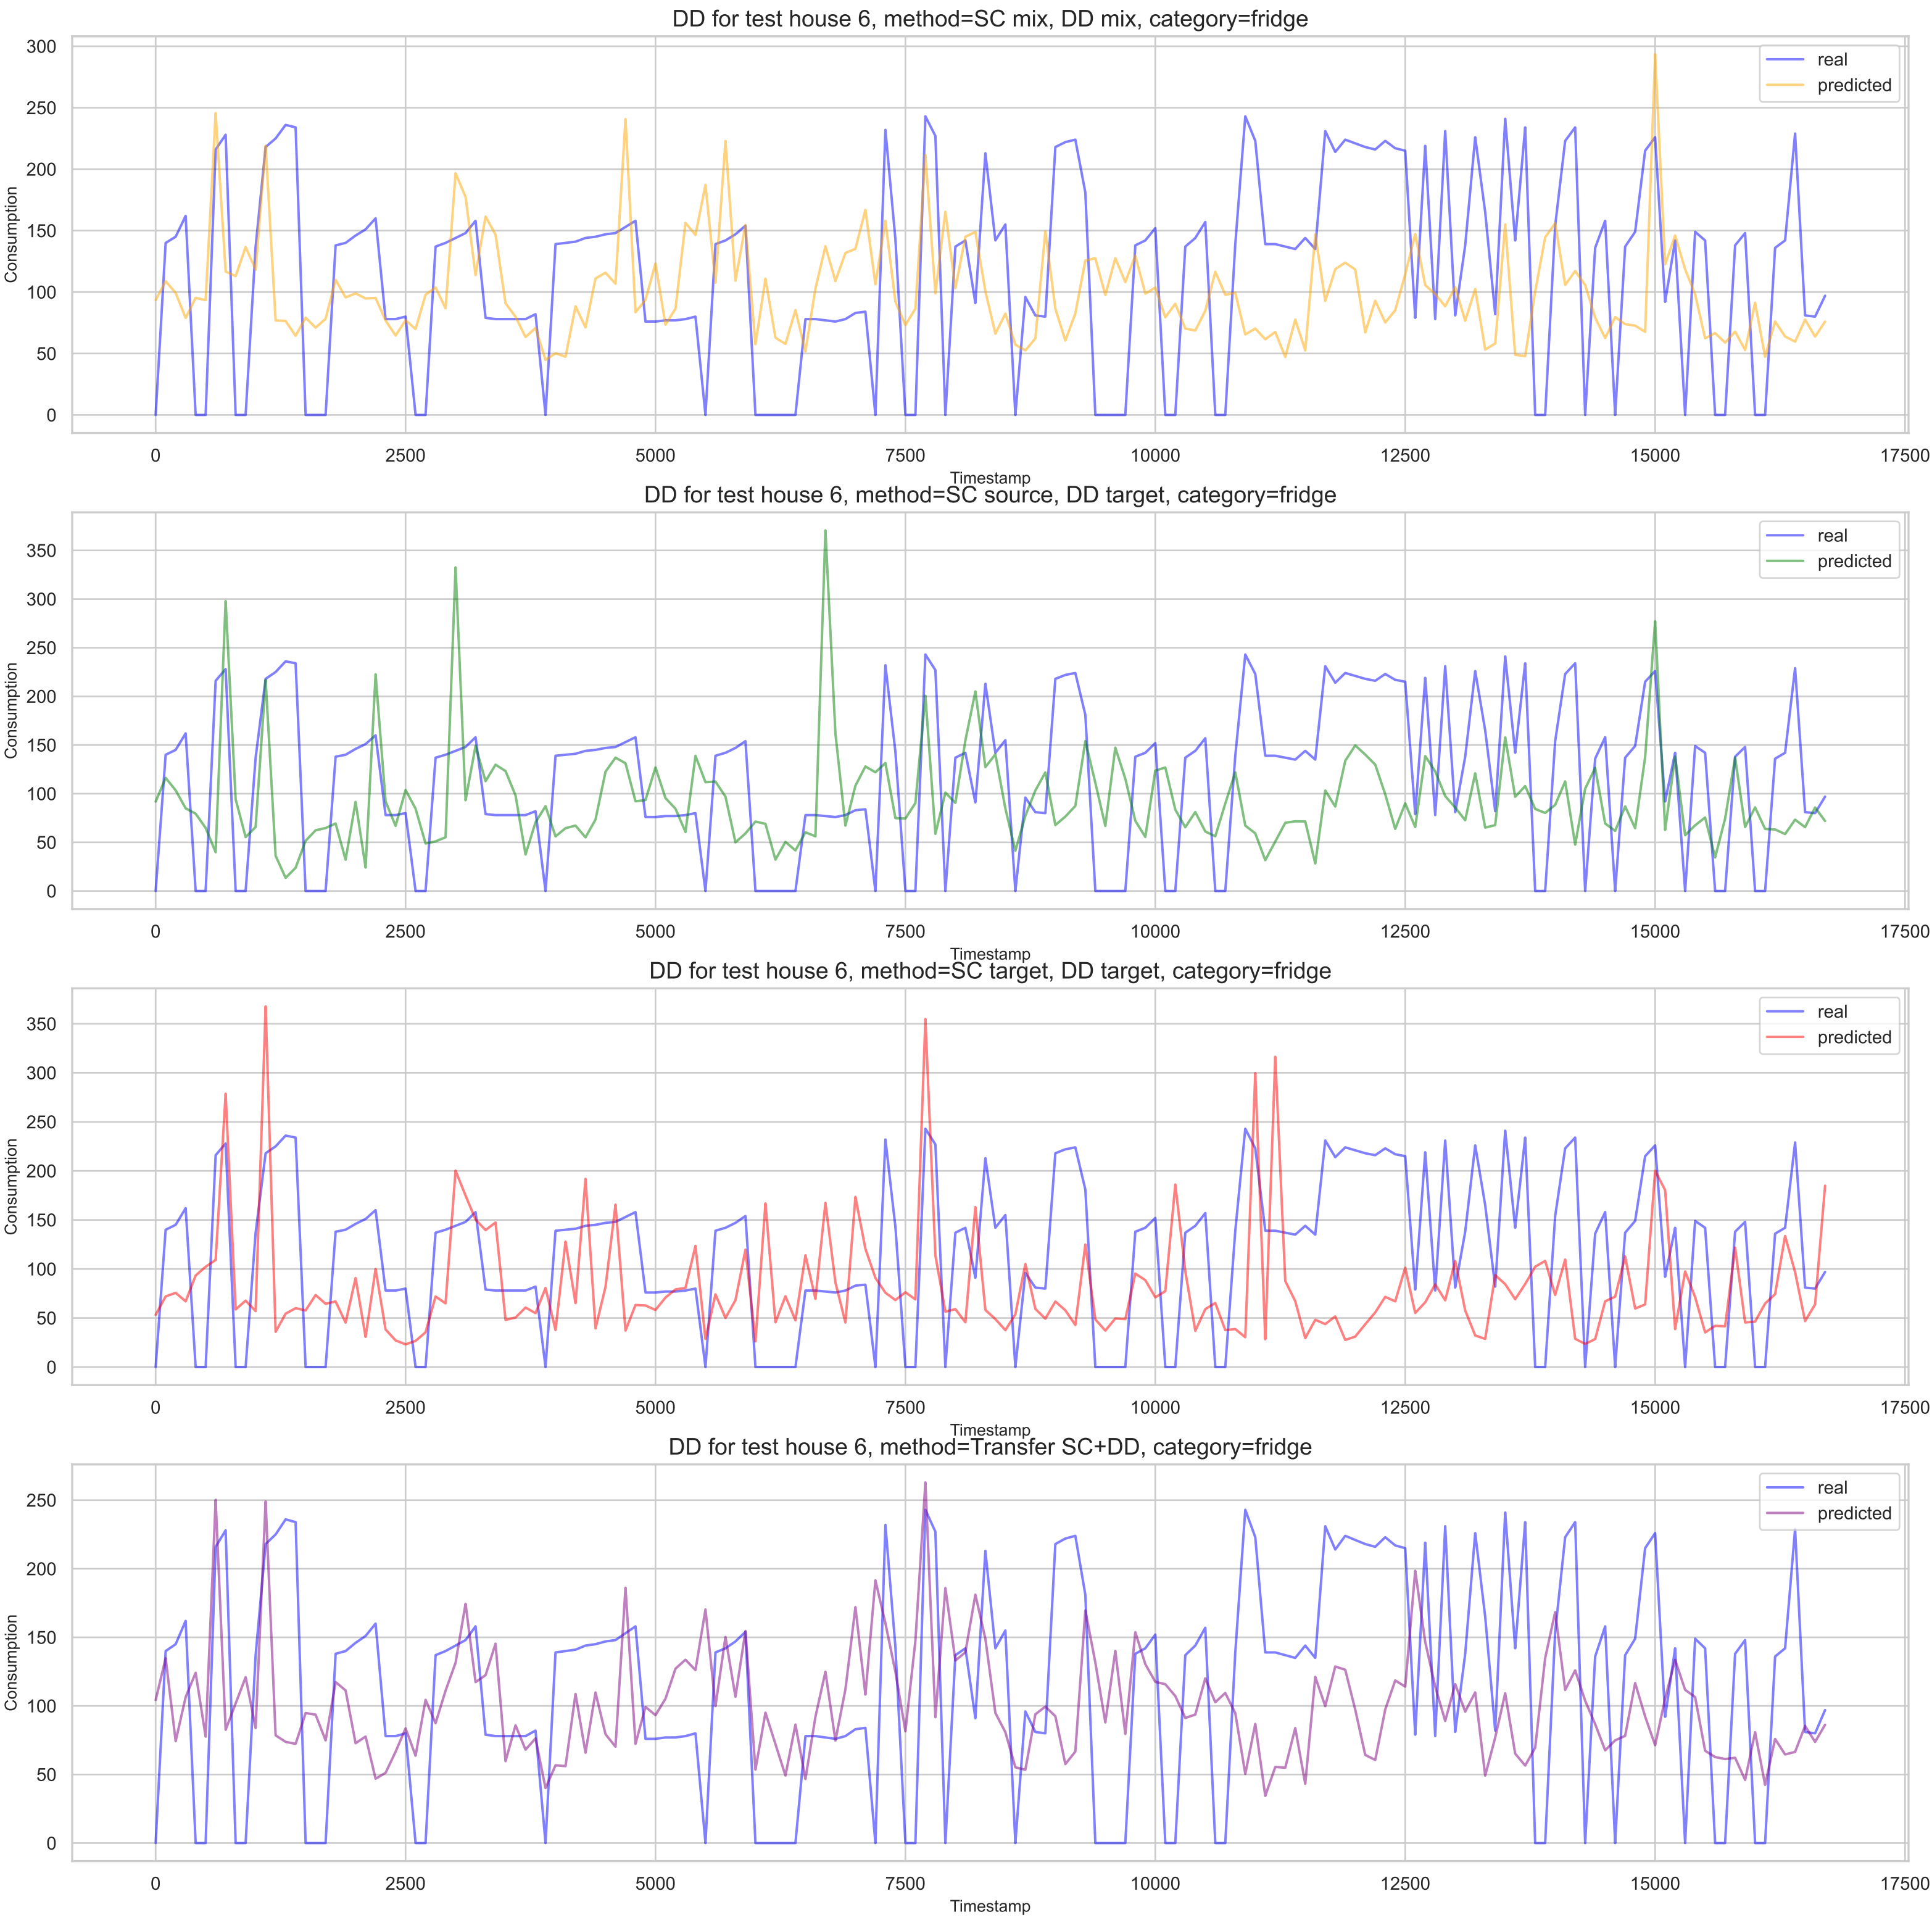 DD for test house 6, method=SC mix, DD mix, category=fridge
300
250
200
150
100
50
0
Consumption
real
predicted
0 2500 5000 7500 10000 12500 15000 17500
Timestamp
DD for test house 6, method=SC source, DD target, category=fridge
350
300
250
200
150
100
50
0
Consumption
real
predicted
0 2500 5000 7500 10000 12500 15000 17500
Timestamp
DD for test house 6, method=SC target, DD target, category=fridge
350
300
250
200
150
100
50
0
Consumption
real
predicted
0 2500 5000 7500 10000 12500 15000 17500
Timestamp
DD for test house 6, method=Transfer SC+DD, category=fridge
250
200
150
100
50
0
Consumption
real
predicted
0 2500 5000 7500 10000 12500 15000 17500
Timestamp